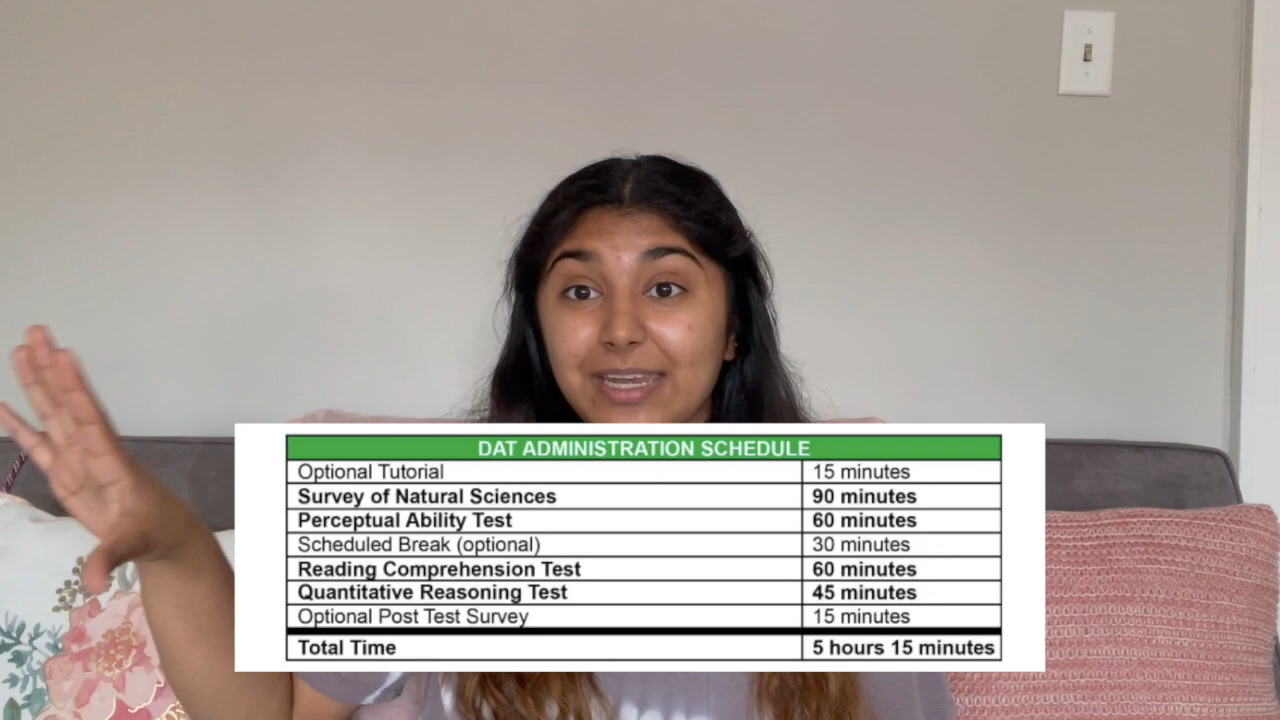 DAT ADMINISTRATION SCHEDULE
Optional Tutorial 15 minutes
Survey of Natural Sciences 90 minutes
Perceptual Ability Test 60 minutes
Scheduled Break (optional) 30 minutes
Reading Comprehension Test 60 minutes
Quantitative Reasoning Test 45 minutes
Optional Post Test Survey 15 minutes
Total Time 5 hours 15 minutes